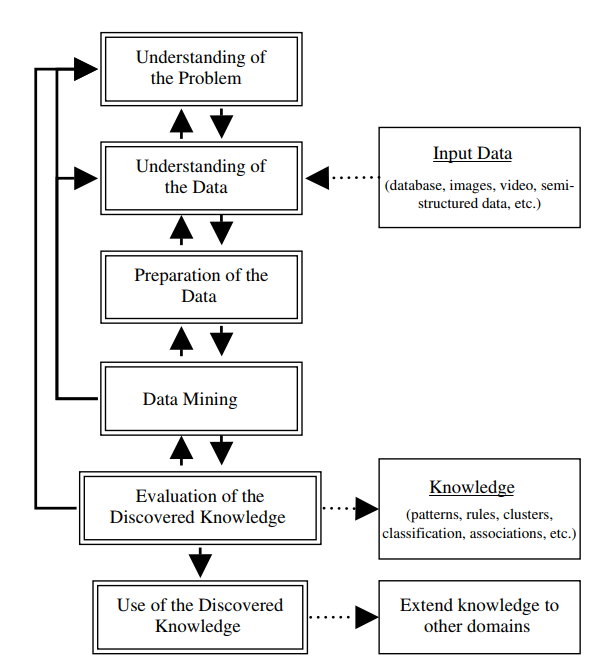 Understanding of
the Problem
Understanding of
the Data
Input Data
(database, images, video, semi-
structured data, etc.)
Preparation of the
Data
Data Mining
Evaluation of the
Discovered Knowledge
Knowledge
(patterns, rules, clusters,
classification, associations, etc.)
Use of the Discovered
Knowledge
Extend knowledge to
other domains